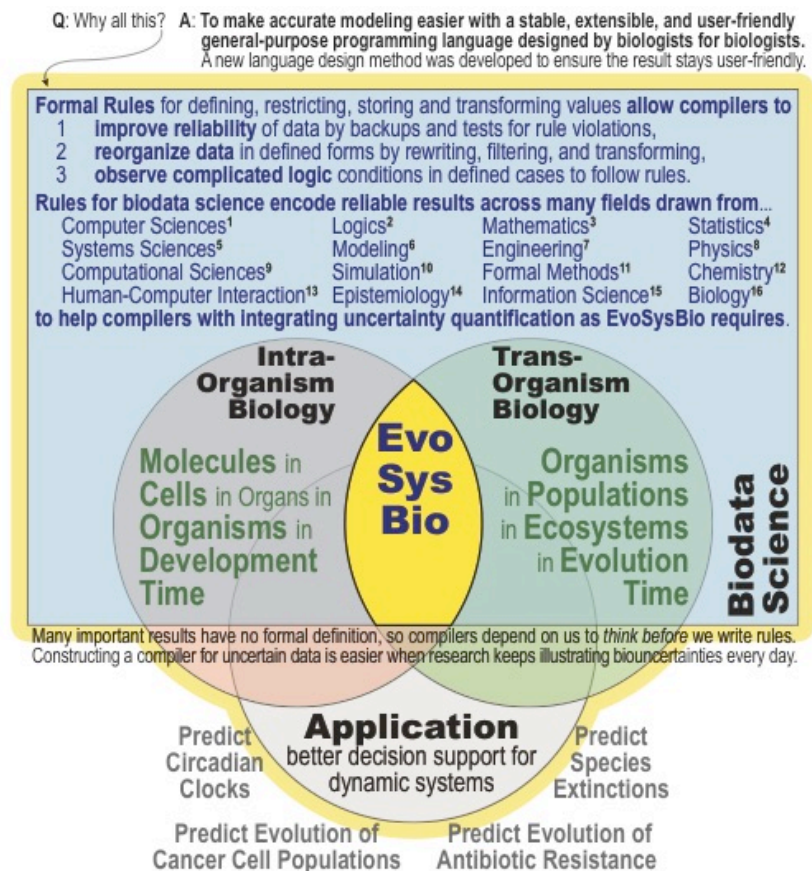 Q: Why all this? A: To make accurate modeling easier with a stable, extensible, and user-friendly
general-purpose programming language designed by biologists for biologists.
A new language design method was developed to ensure the result stays user-friendly.
Formal Rules for defining, restricting, storing and transforming values allow compilers to
1 improve reliability of data by backups and tests for rule violations,
2 reorganize data in defined forms by rewriting, filtering, and transforming,
3 observe complicated logic conditions in defined cases to follow rules.
Rules for biodata science encode reliable results across many fields drawn from...
Computer Sciences¹ Logics² Mathematics³ Statistics⁴
Systems Sciences⁵ Modeling⁶ Engineering⁷ Physics⁸
Computational Sciences⁹ Simulation¹⁰ Formal Methods¹¹ Chemistry¹²
Human-Computer Interaction¹³ Epistemology¹⁴ Information Science¹⁵ Biology¹⁶
to help compilers with integrating uncertainty quantification as EvoSysBio requires.
Intra-
Organism
Biology
Trans-
Organism
Biology
Evo
Sys
Bio
Molecules in
Cells in Organs in
Organisms in
Development
Time
Organisms
in Populations
in Ecosystems
in Evolution
Time
Biodata
Science
Many important results have no formal definition, so compilers depend on us to think before we write rules.
Constructing a compiler for uncertain data is easier when research keeps illustrating biouncertainties every day.
Application
better decision support for
dynamic systems
Predict
Circadian
Clocks
Predict
Species
Extinctions
Predict Evolution of
Cancer Cell Populations
Predict Evolution of
Antibiotic Resistance